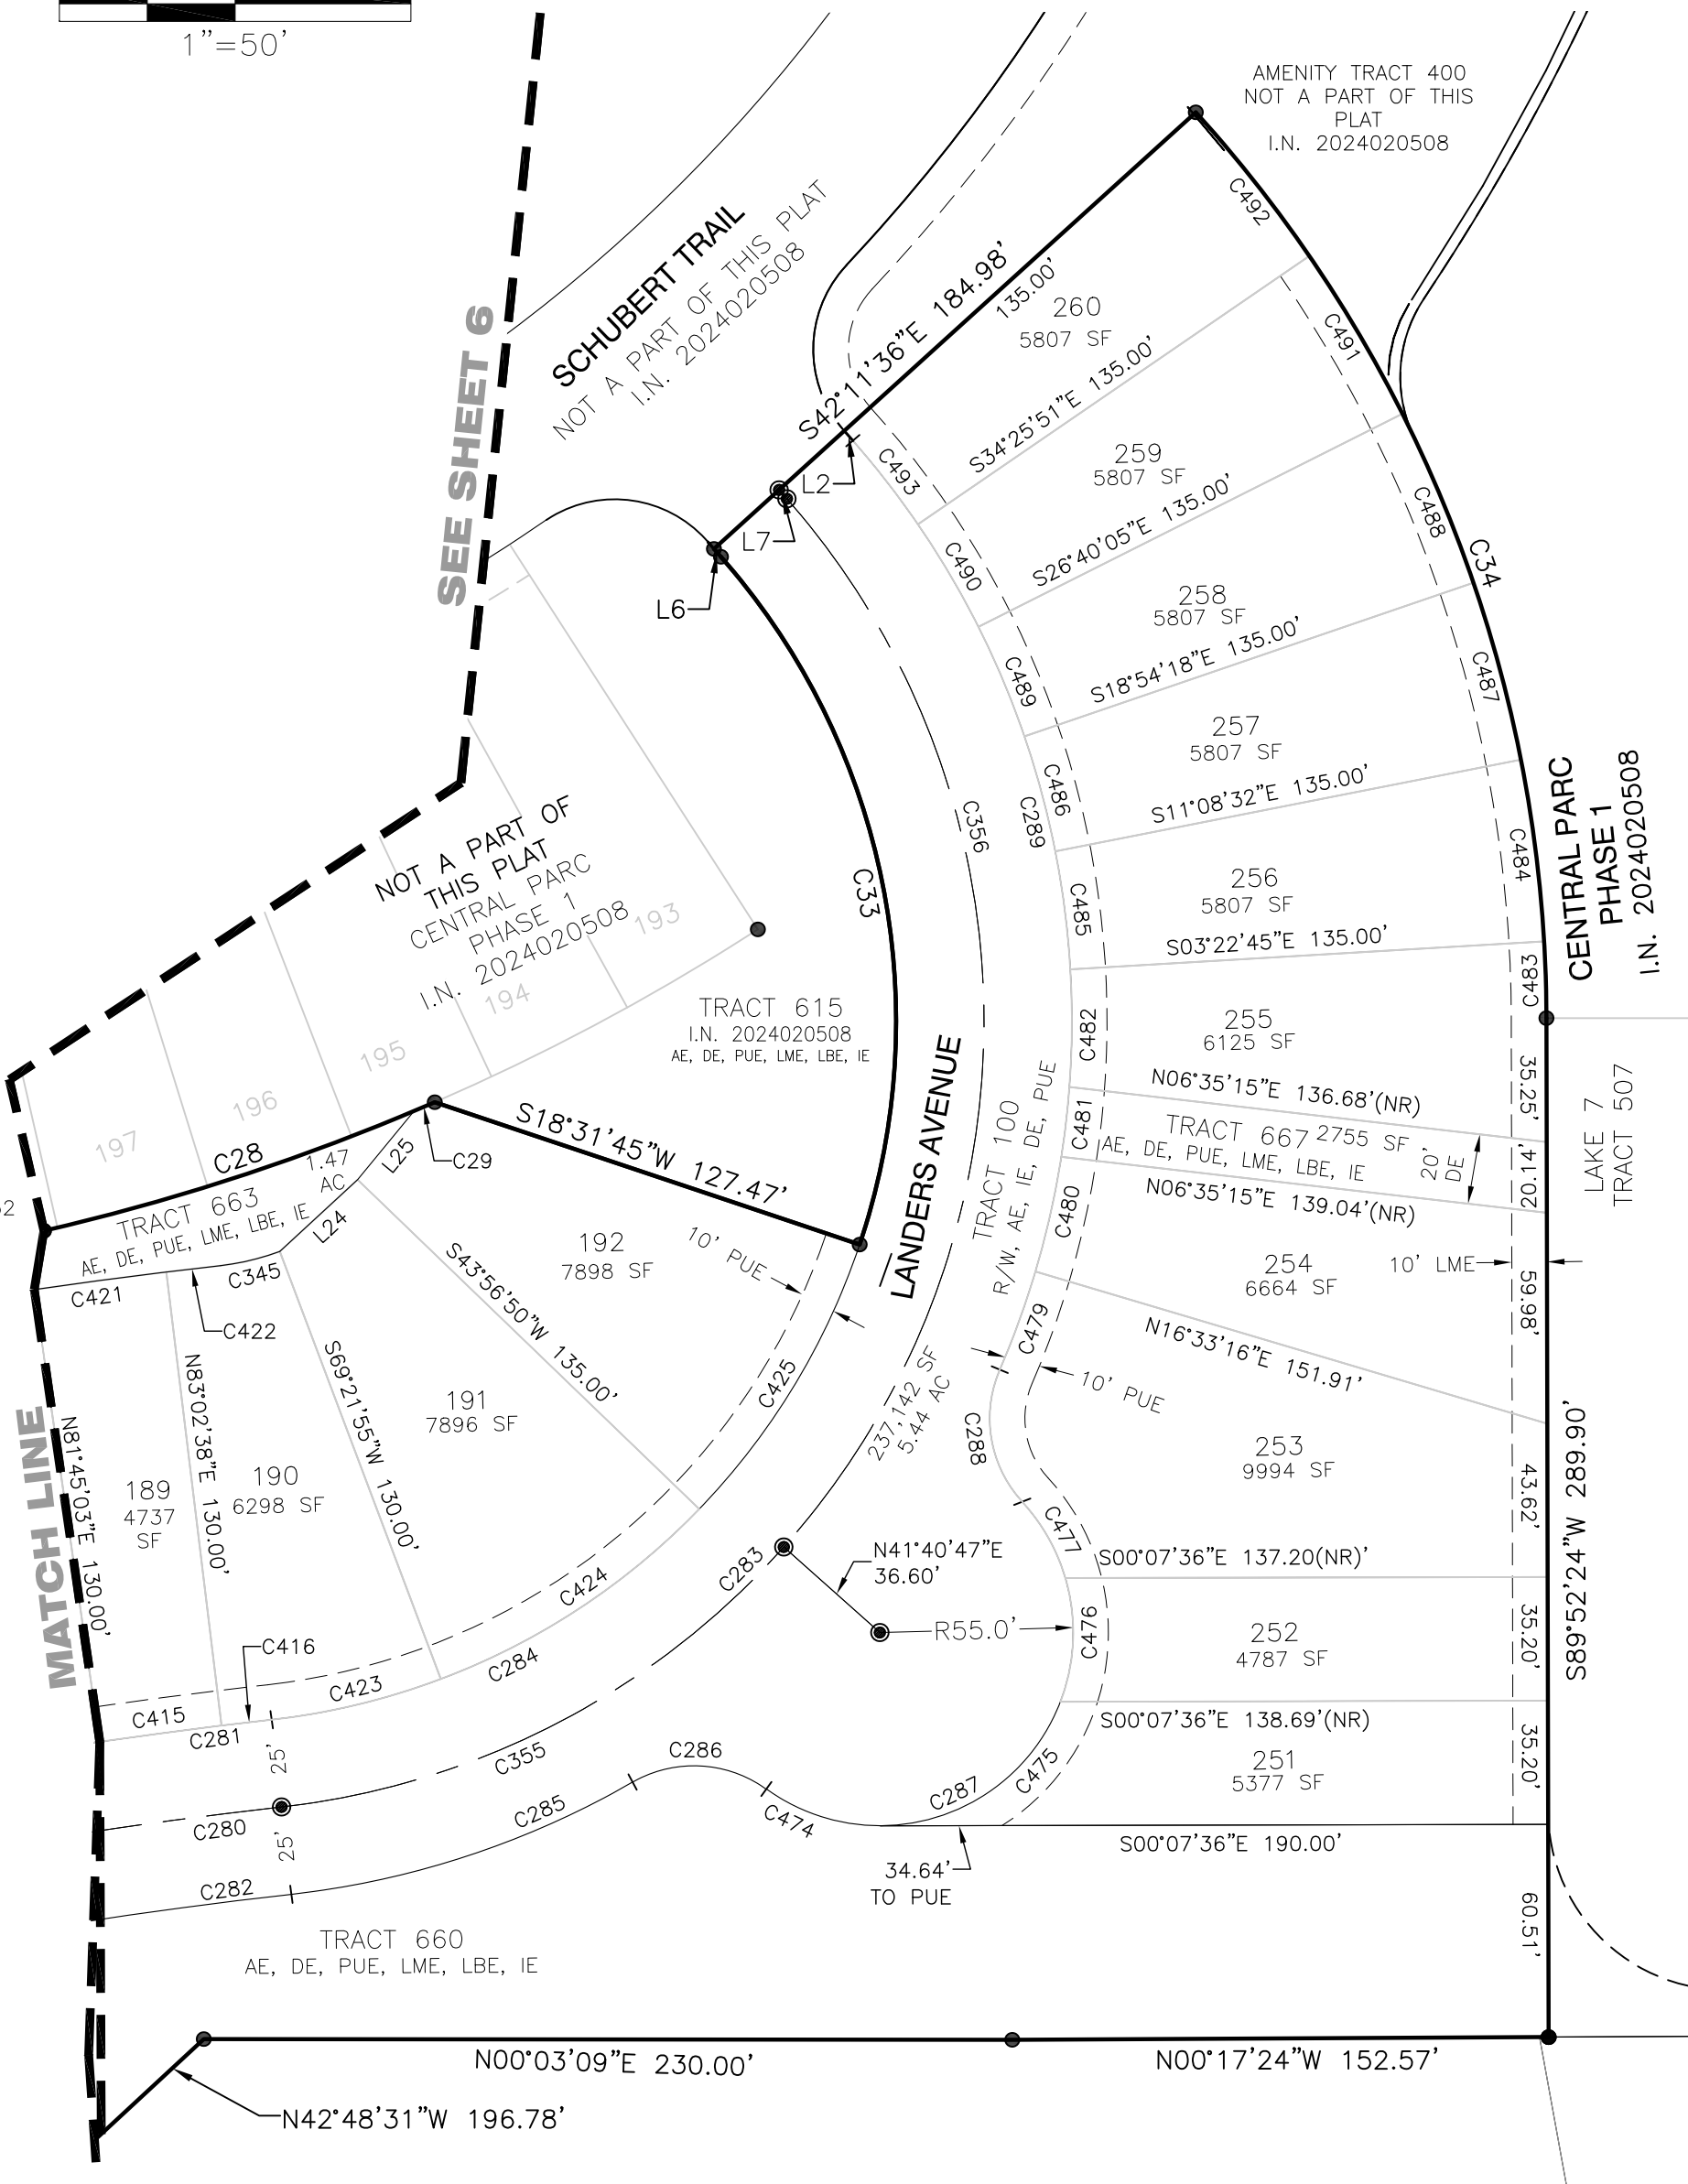 1”=50’
AMENITY TRACT 400
NOT A PART OF THIS
PLAT
I.N. 2024020508
SCHUBERT TRAIL
NOT A PART OF THIS PLAT
I.N. 2024020508
SEE SHEET 6
S42°11’36”E 184.98’
135.00’
260
5807 SF
C492
C491
S34°25’51”E 135.00’
L2
L7
L6
C493
259
5807 SF
S26°40’05”E 135.00’
C490
C488
C34
258
5807 SF
S18°54’18”E 135.00’
C489
C487
257
5807 SF
C486
C289
C356
S11°08’32”E 135.00’
C484
CENTRAL PARC
PHASE 1
I.N. 2024020508
256
5807 SF
C485
S03°22’45”E 135.00’
C483
NOT A PART OF
THIS PLAT
CENTRAL PARC
PHASE 1
I.N. 2024020508
193
194
195
196
197
C33
TRACT 615
I.N. 2024020508
AE, DE, PUE, LME, LBE, IE
255
6125 SF
C482
35.25’
N06°35’15”E 136.68’(NR)
LAKE 7
TRACT 507
C481
TRACT 667 2755 SF
AE, DE, PUE, LME, LBE, IE
20’
DE
20.14’
N06°35’15”E 139.04’(NR)
LANDERS AVENUE
TRACT 100
R/W, AE, IE, DE, PUE
237,142 SF
5.44 AC
C480
S18°31’45”W 127.47’
C28
C29
1.47
AC
L25
L24
TRACT 663
AE, DE, PUE, LME, LBE, IE
C421
C422
C345
192
7898 SF
10’ PUE
254
6664 SF
10’ LME
59.98’
C479
N16°33’16”E 151.91’
10’ PUE
S43°56’50”W 135.00’
C425
C288
S69°21’55”W 130.00’
191
7896 SF
253
9994 SF
43.62’
S89°52’24”W 289.90’
MATCH LINE
N81°45’03”E 130.00’
189
4737
SF
N83°02’38”E 130.00’
190
6298 SF
C477
S00°07’36”E 137.20(NR)’
N41°40’47”E
36.60’
C283
C424
R55.0’
C476
252
4787 SF
35.20’
C416
C284
C423
C415
C281
25’
S00°07’36”E 138.69’(NR)
251
5377 SF
35.20’
C355
C286
C475
C287
C285
C474
C280
25’
S00°07’36”E 190.00’
34.64’
TO PUE
C282
60.51’
TRACT 660
AE, DE, PUE, LME, LBE, IE
N00°03’09”E 230.00’
N00°17’24”W 152.57’
N42°48’31”W 196.78’